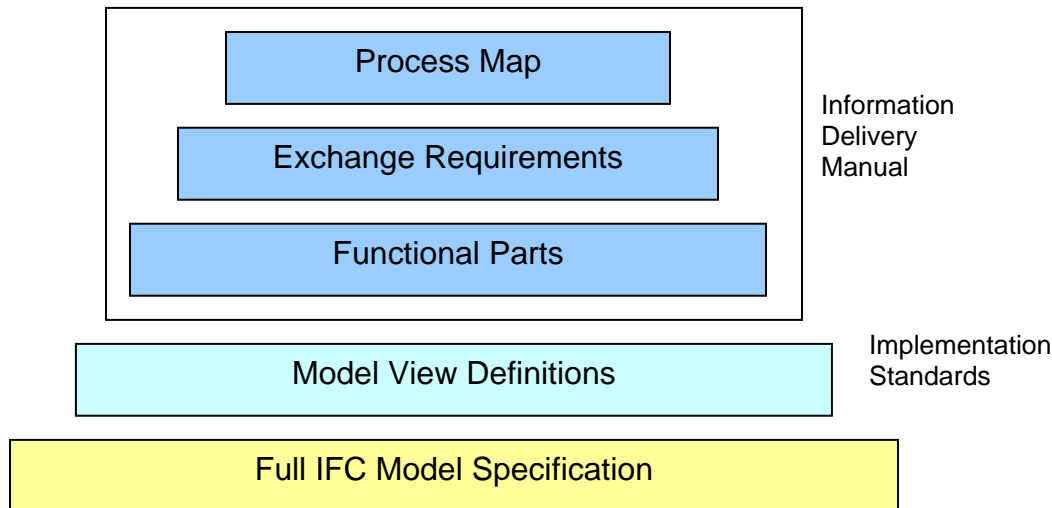 Process Map
Exchange Requirements
Functional Parts
Information
Delivery
Manual
Model View Definitions
Implementation
Standards
Full IFC Model Specification